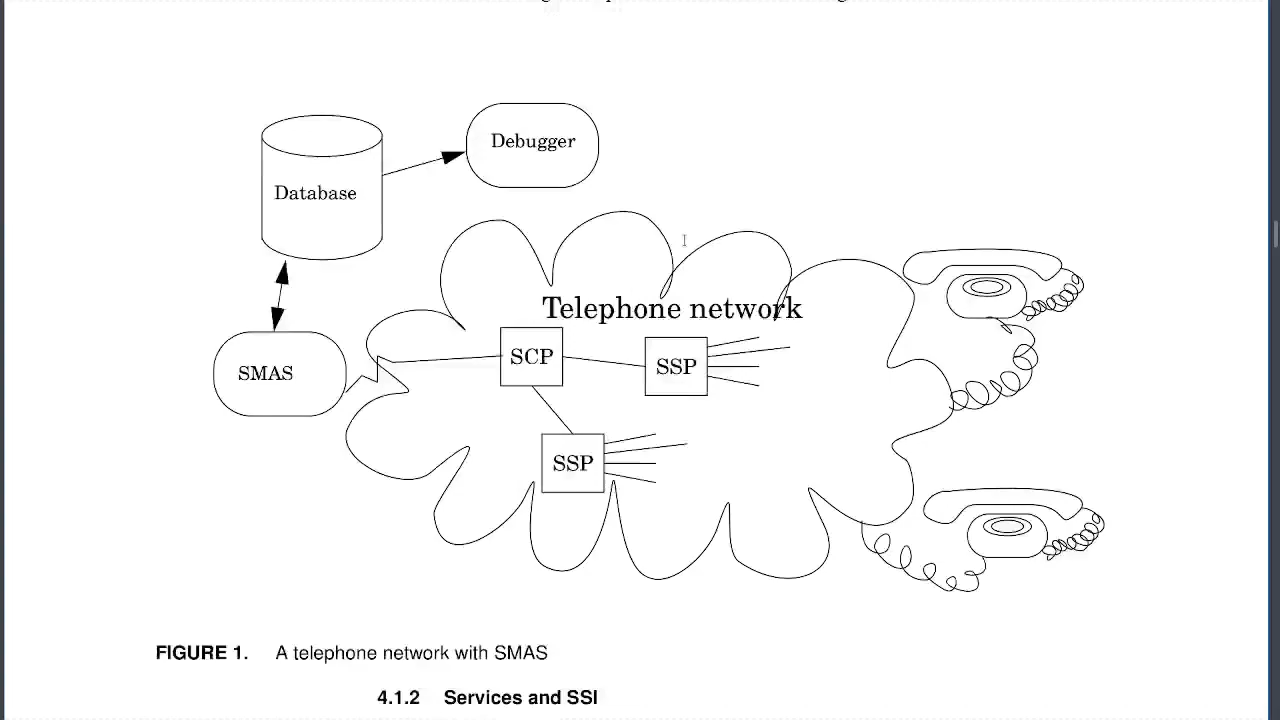 Debugger
Database
Telephone network
SCP
SSP
SMAS
SSP
FIGURE 1. A telephone network with SMAS
4.1.2 Services and SSI